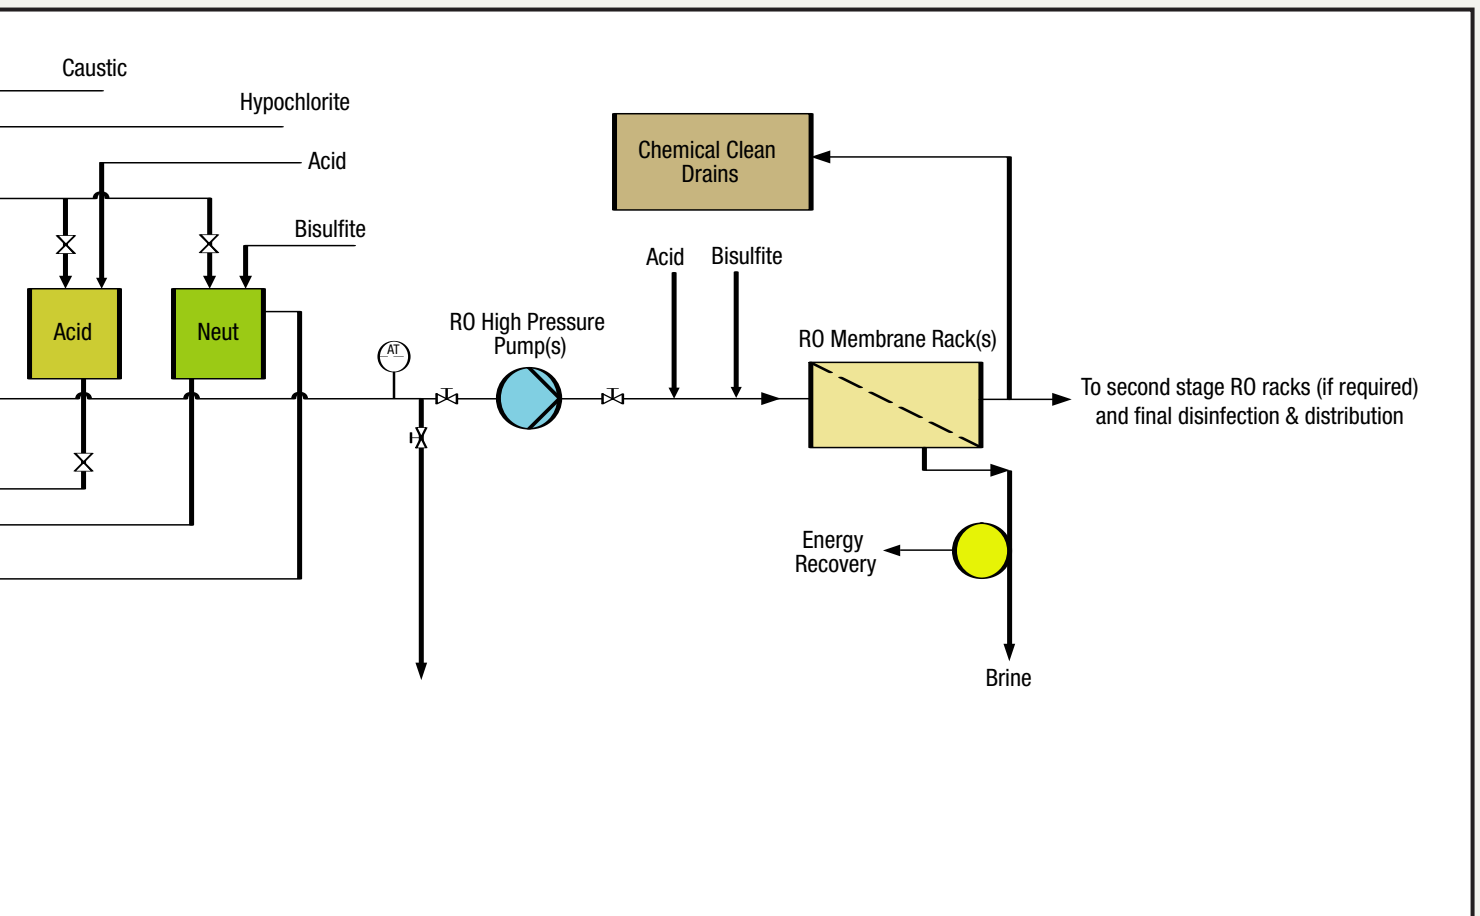 Caustic
Hypochlorite
Acid
Bisulfite
Chemical Clean
Drains
Acid
Bisulfite
Acid
Neut
AT
RO High Pressure
Pump(s)
RO Membrane Rack(s)
To second stage RO racks (if required)
and final disinfection & distribution
Energy
Recovery
Brine